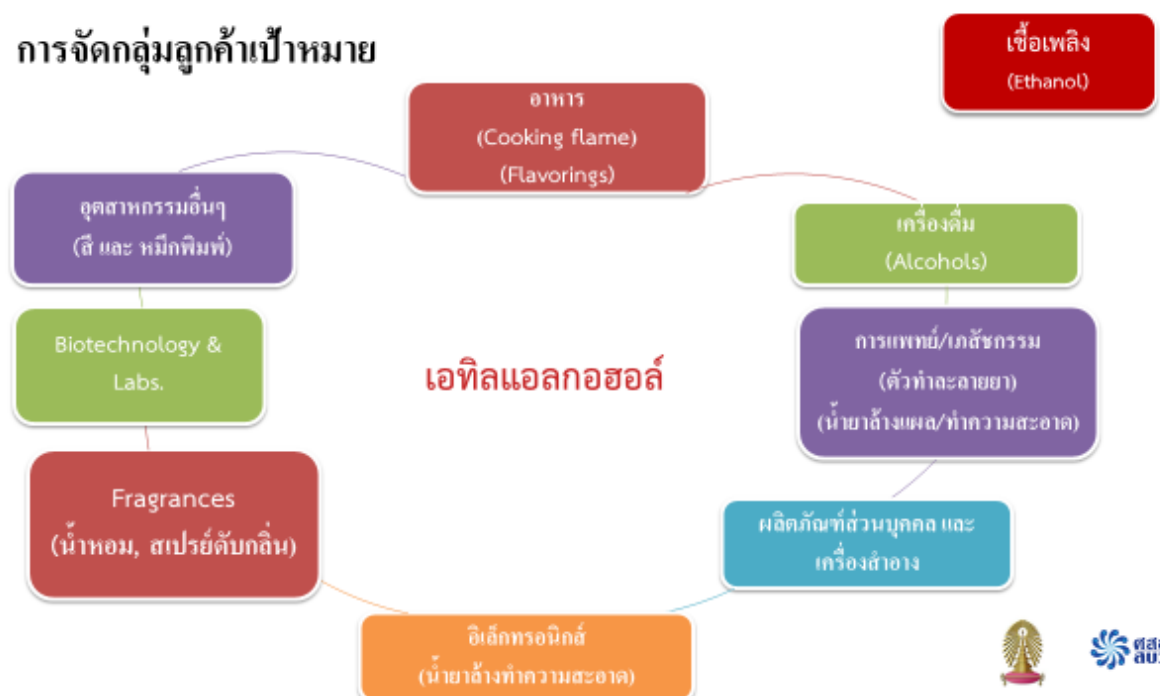 การจัดกลุ่มลูกค้าเป้าหมาย
เชื้อเพลิง
(Ethanol)
อาหาร
(Cooking flame)
(Flavorings)
เครื่องดื่ม
(Alcohols)
การแพทย์/เภสัชกรรม
(ตัวทำละลายยา)
(น้ำยาล้างแผล/ทำความสะอาด)
ผลิตภัณฑ์ส่วนบุคคล และ
เครื่องสำอาง
อิเล็กทรอนิกส์
(น้ำยาล้างทำความสะอาด)
Fragrances
(น้ำหอม, สเปรย์ดับกลิ่น)
Biotechnology &
Labs.
อุตสาหกรรมอื่นๆ
(สี และ หมึกพิมพ์)
เอทิลแอลกอฮอล์